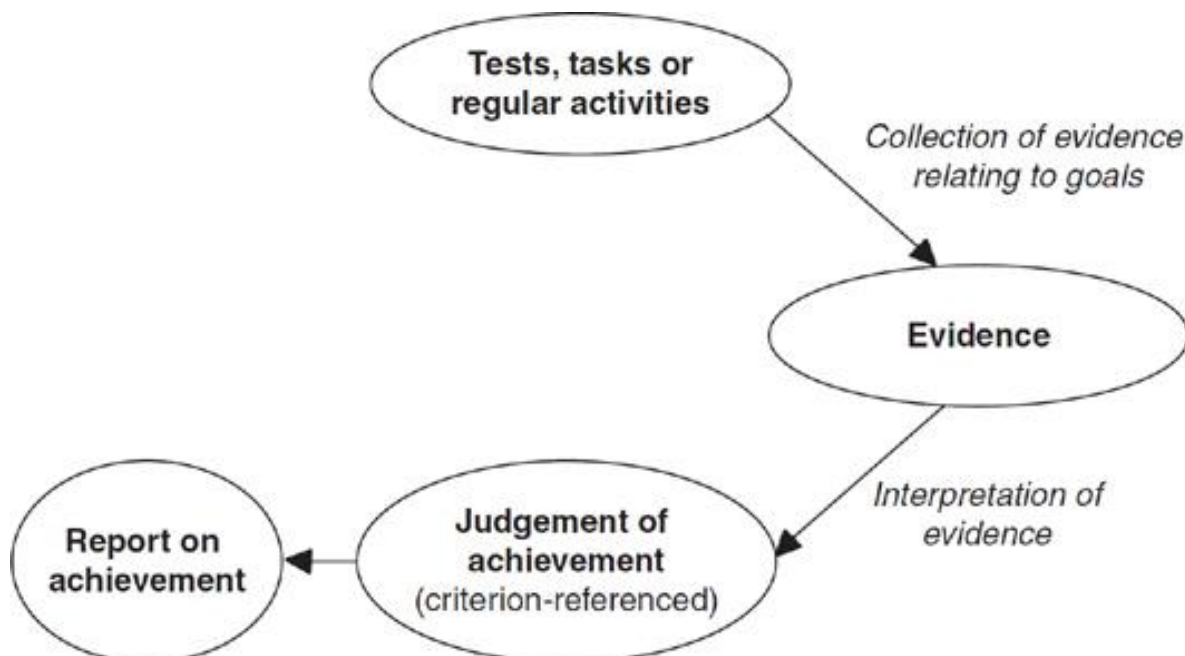 Tests, tasks or
regular activities
Collection of evidence
relating to goals
Evidence
Interpretation of
evidence
Judgement of
achievement
(criterion-referenced)
Report on
achievement